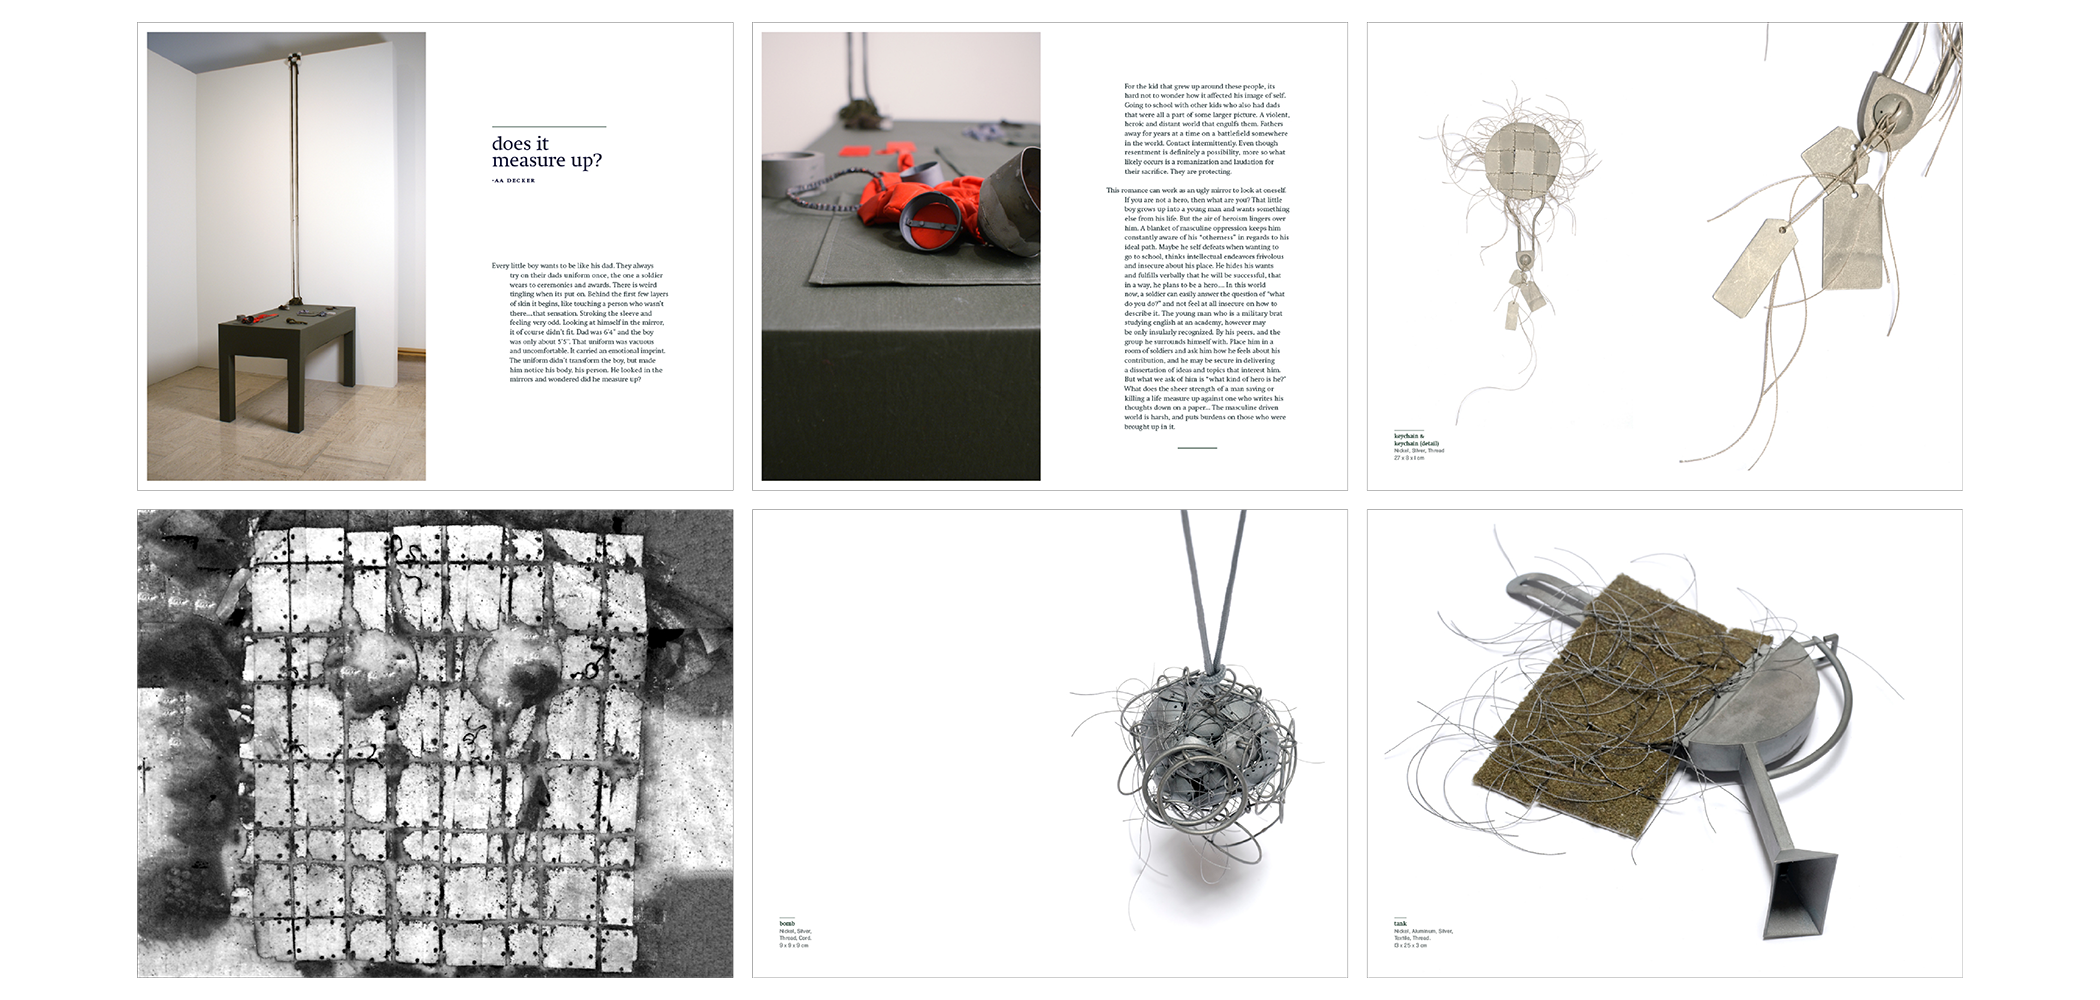 does it
measure up?
-AA DECKER
Every little boy wants to be like his dad. They always
try on their dads uniform once, the one a soldier
wears to ceremonies and awards. There is weird
tingling when its put on. Behind the first few layers
of skin it begins, like touching a person who wasn't
there....that sensation. Stroking the sleeve and
feeling very odd. Looking at himself in the mirror,
it of course didn't fit. Dad was 6'4" and the boy
was only about 5'5". That uniform was vacuous
and uncomfortable. It carried an emotional imprint.
The uniform didn't transform the boy, but made
him notice his body, his person. He looked in the
mirrors and wondered did he measure up?
For the kid that grew up around these people, its
hard not to wonder how it affected his image of self.
Going to school with other kids who also had dads
that were all a part of some larger picture. A violent,
heroic and distant world that engulfs them. Fathers
away for years at a time on a battlefield somewhere
in the world. Contact intermittently. Even though
resentment is definitely a possibility, more so what
likely occurs is a romanization and laudation for
their sacrifice. They are protecting.
This romance can work as an ugly mirror to look at oneself.
If you are not a hero, then what are you? That little
boy grows up into a young man and wants something
else from his life. But the air of heroism lingers over
him. A blanket of masculine oppression keeps him
constantly aware of his "otherness" in regards to his
ideal path. Maybe he self defeats when wanting to
go to school, thinks intellectual endeavors frivolous
and insecure about his place. He hides his wants
and fulfills verbally that he will be successful, that
in a way, he plans to be a hero.... In this world
now, a soldier can easily answer the question of "what
do you do?" and not feel at all insecure on how to
describe it. The young man who is a military brat
studying english at an academy, however may
be only insularly recognized. By his peers, and the
group he surrounds himself with. Place him in a
room of soldiers and ask him how he feels about his
contribution, and he may be secure in delivering
a dissertation of ideas and topics that interest him.
But what we ask of him is "what kind of hero is he?"
What does the sheer strength of a man saving or
killing a life measure up against one who writes his
thoughts down on a paper... The masculine driven
world is harsh, and puts burdens on those who were
brought up in it.
keychain &
keychain (detail)
Nickel, Silver, Thread
27 x 9 x 1 cm
bomb
Nickel, Silver,
Thread, Cord.
9 x 9 x 9 cm
tank
Nickel, Aluminum, Silver,
Textile, Thread.
13 x 25 x 3 cm